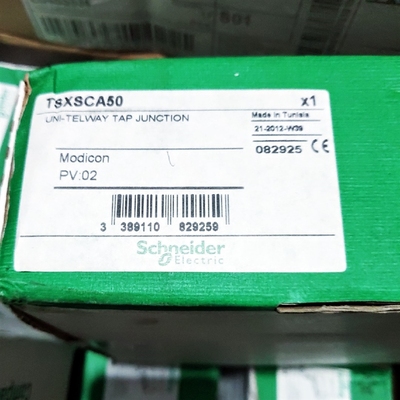 S01
TSXSCA50 x1
UNI-TELWAY TAP JUNCTION
Made in Tunisia
21-2012-W39
082925 CE
Modicon
PV:02
3 389110 829259
Schneider
Electric